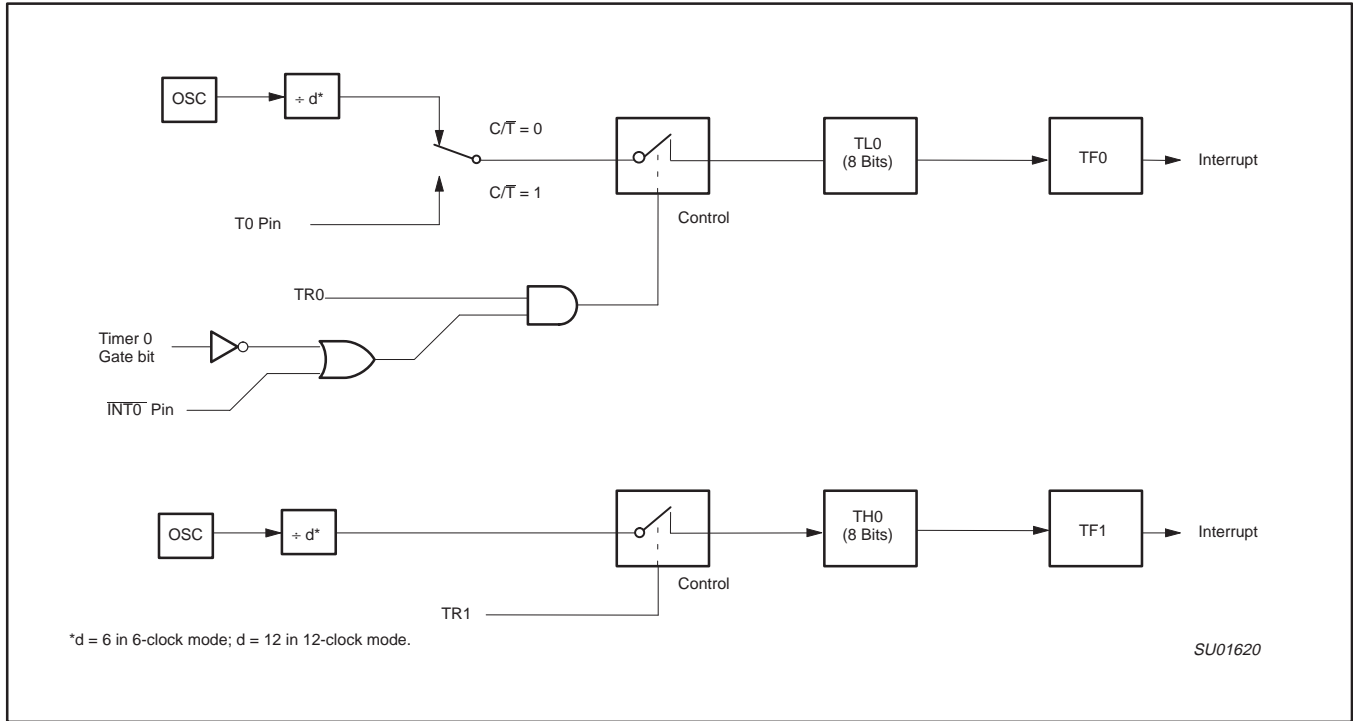 OSC
÷ d*
C/T̅ = 0
C/T̅ = 1
T0 Pin
Control
TL0
(8 Bits)
TF0
Interrupt
TR0
Timer 0
Gate bit
I̅N̅T̅0̅ Pin
OSC
÷ d*
Control
TH0
(8 Bits)
TF1
Interrupt
TR1
*d = 6 in 6-clock mode; d = 12 in 12-clock mode.
SU01620